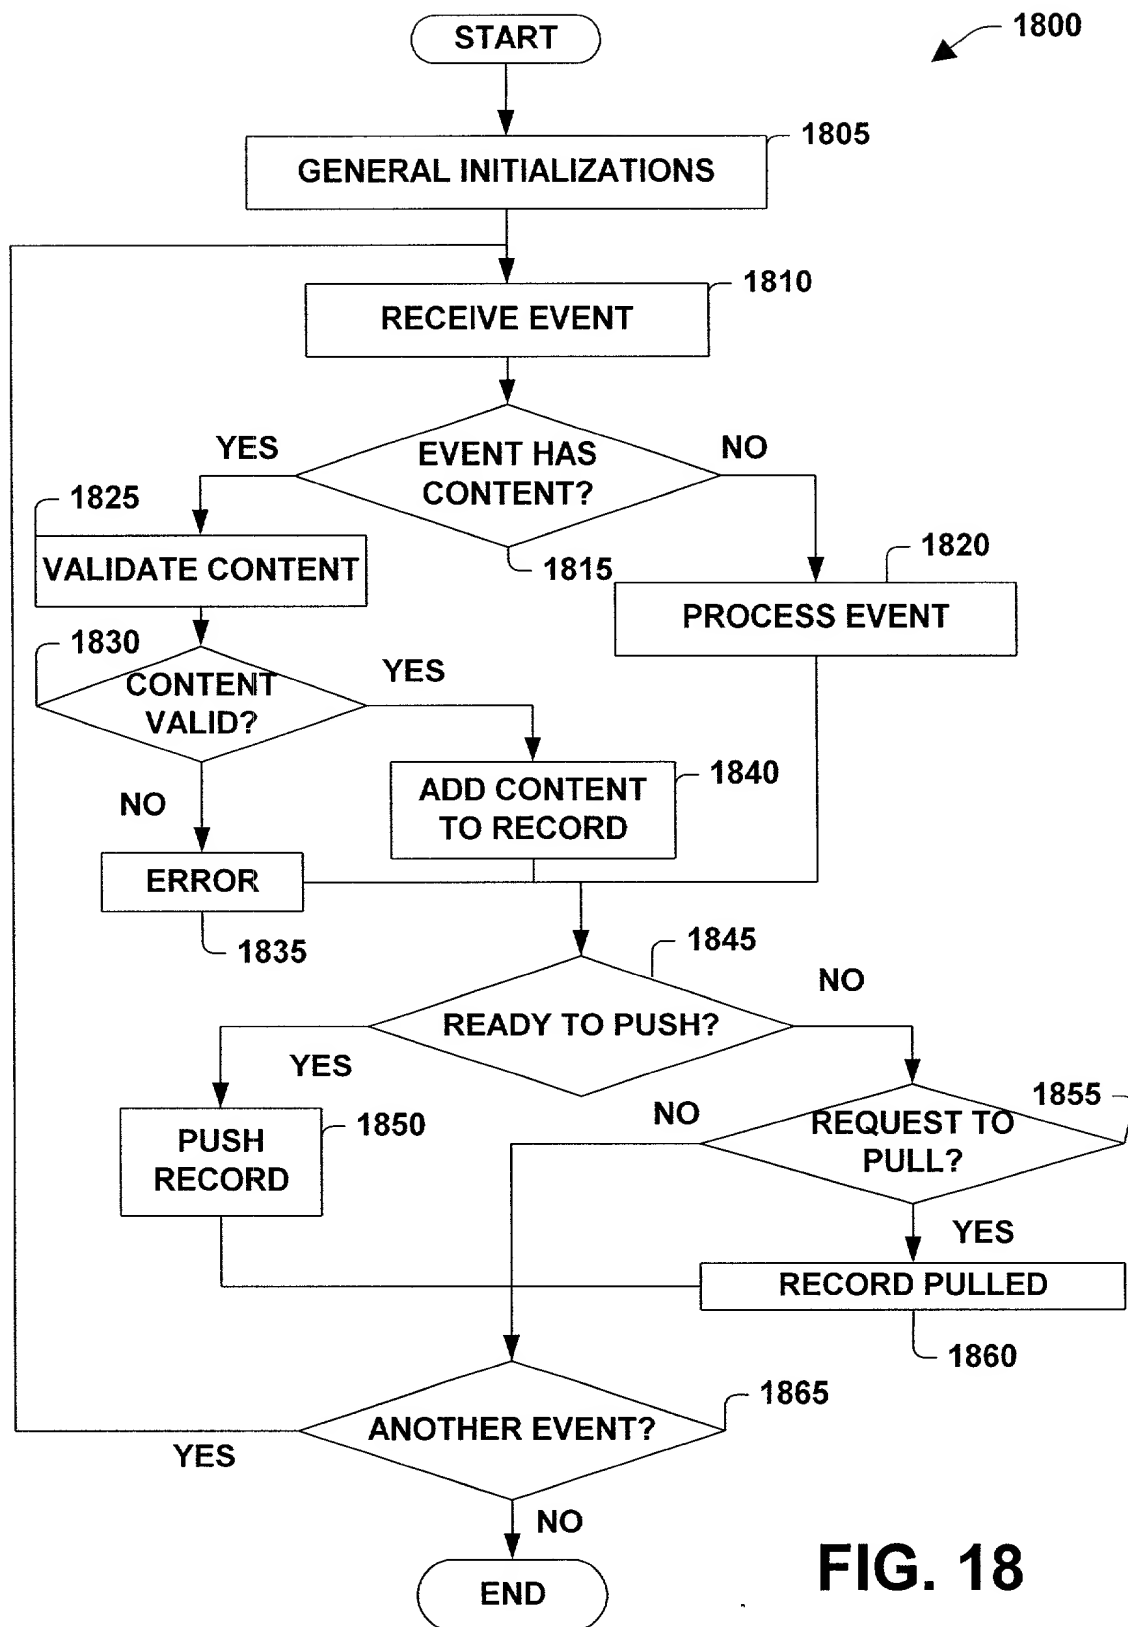 START
1800
1805
GENERAL INITIALIZATIONS
1810
RECEIVE EVENT
YES
EVENT HAS
CONTENT?
NO
1825
1815
1820
VALIDATE CONTENT
PROCESS EVENT
1830
YES
CONTENT
VALID?
NO
ADD CONTENT
TO RECORD
1840
ERROR
1835
1845
NO
READY TO PUSH?
YES
1855
NO
REQUEST TO
PULL?
1850
PUSH
RECORD
YES
RECORD PULLED
1860
1865
ANOTHER EVENT?
YES
NO
END
FIG. 18